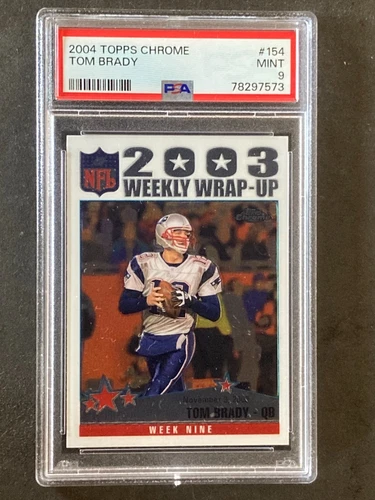 2004 TOPPS CHROME #154
TOM BRADY MINT
9
PSA 78297573
NFL
2003
WEEKLY WRAP-UP
TOM BRADY - QB
WEEK NINE